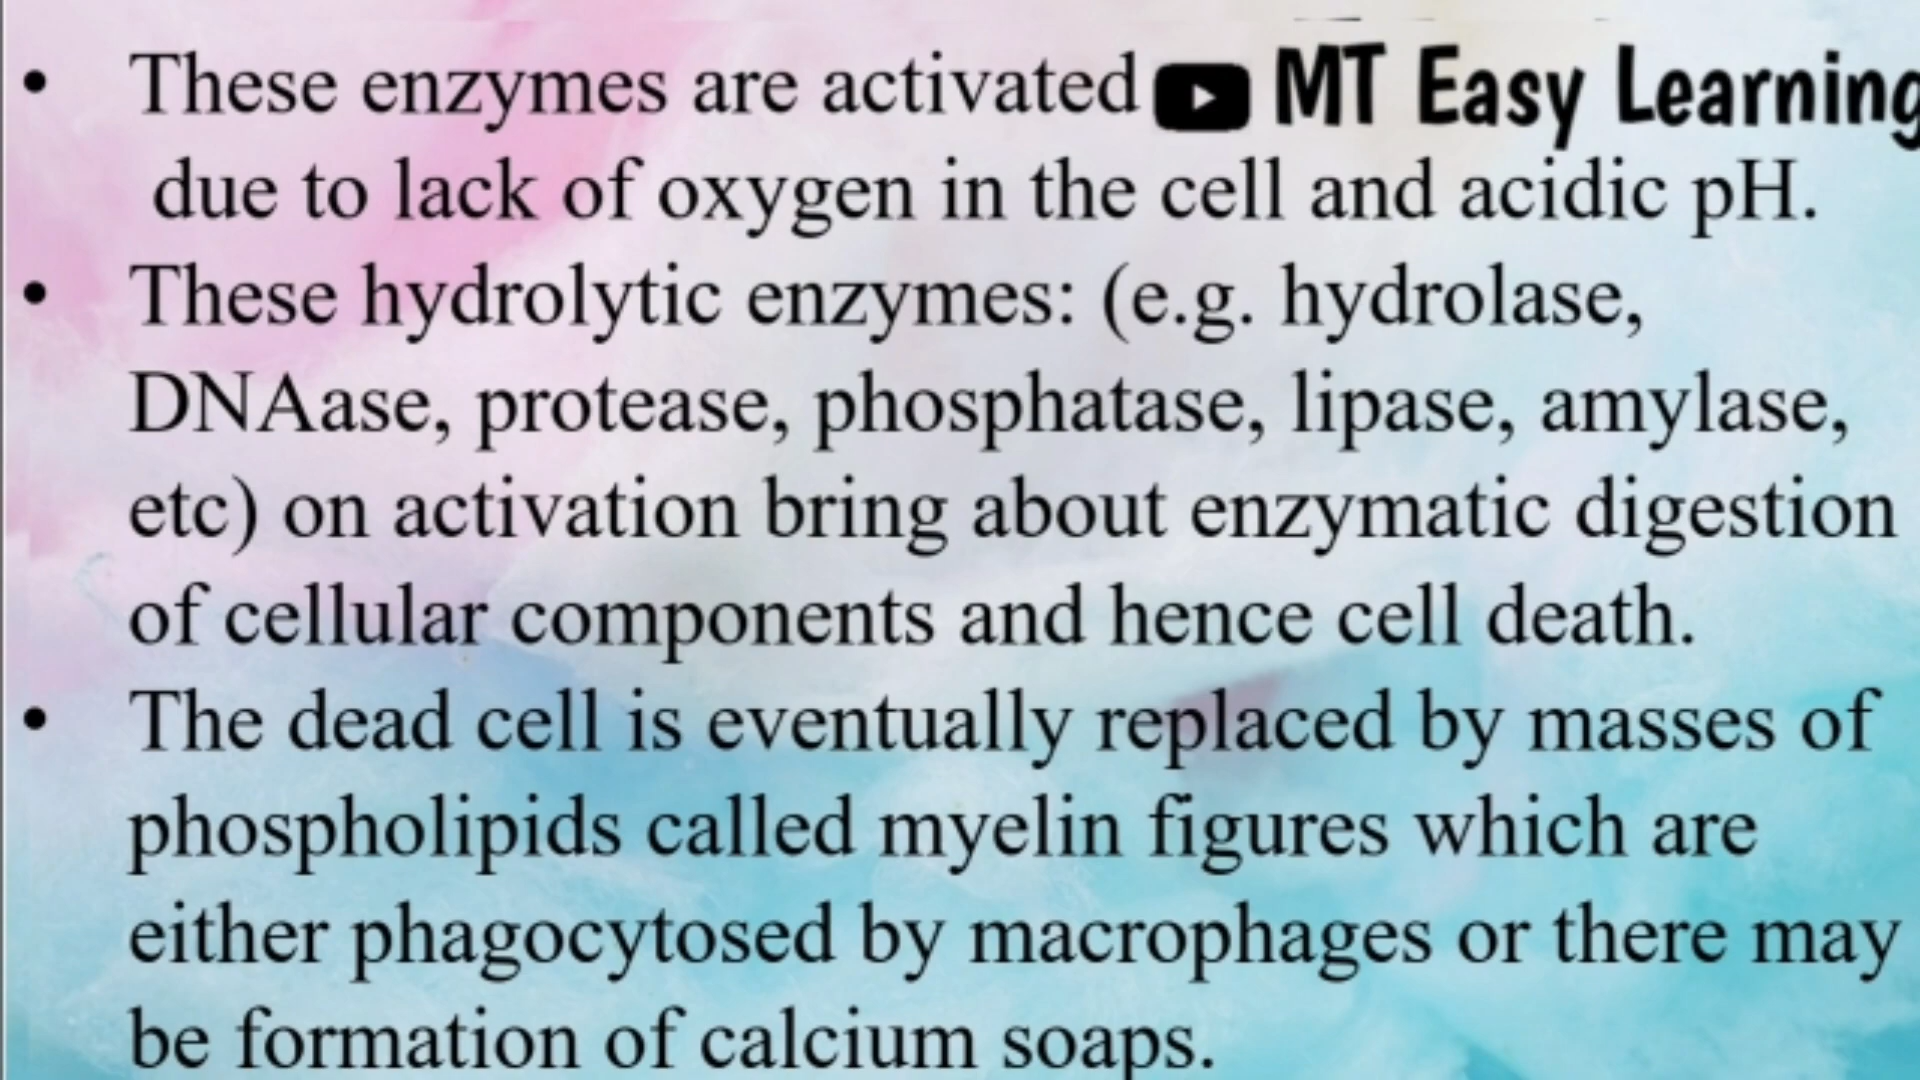 • These enzymes are activated MT Easy Learning
due to lack of oxygen in the cell and acidic pH.
• These hydrolytic enzymes: (e.g. hydrolase,
DNAase, protease, phosphatase, lipase, amylase,
etc) on activation bring about enzymatic digestion
of cellular components and hence cell death.
• The dead cell is eventually replaced by masses of
phospholipids called myelin figures which are
either phagocytosed by macrophages or there may
be formation of calcium soaps.